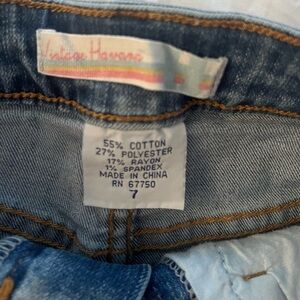 Vintage Havana
55% COTTON
27% POLYESTER
17% RAYON
1% SPANDEX
MADE IN CHINA
RN 67750
7